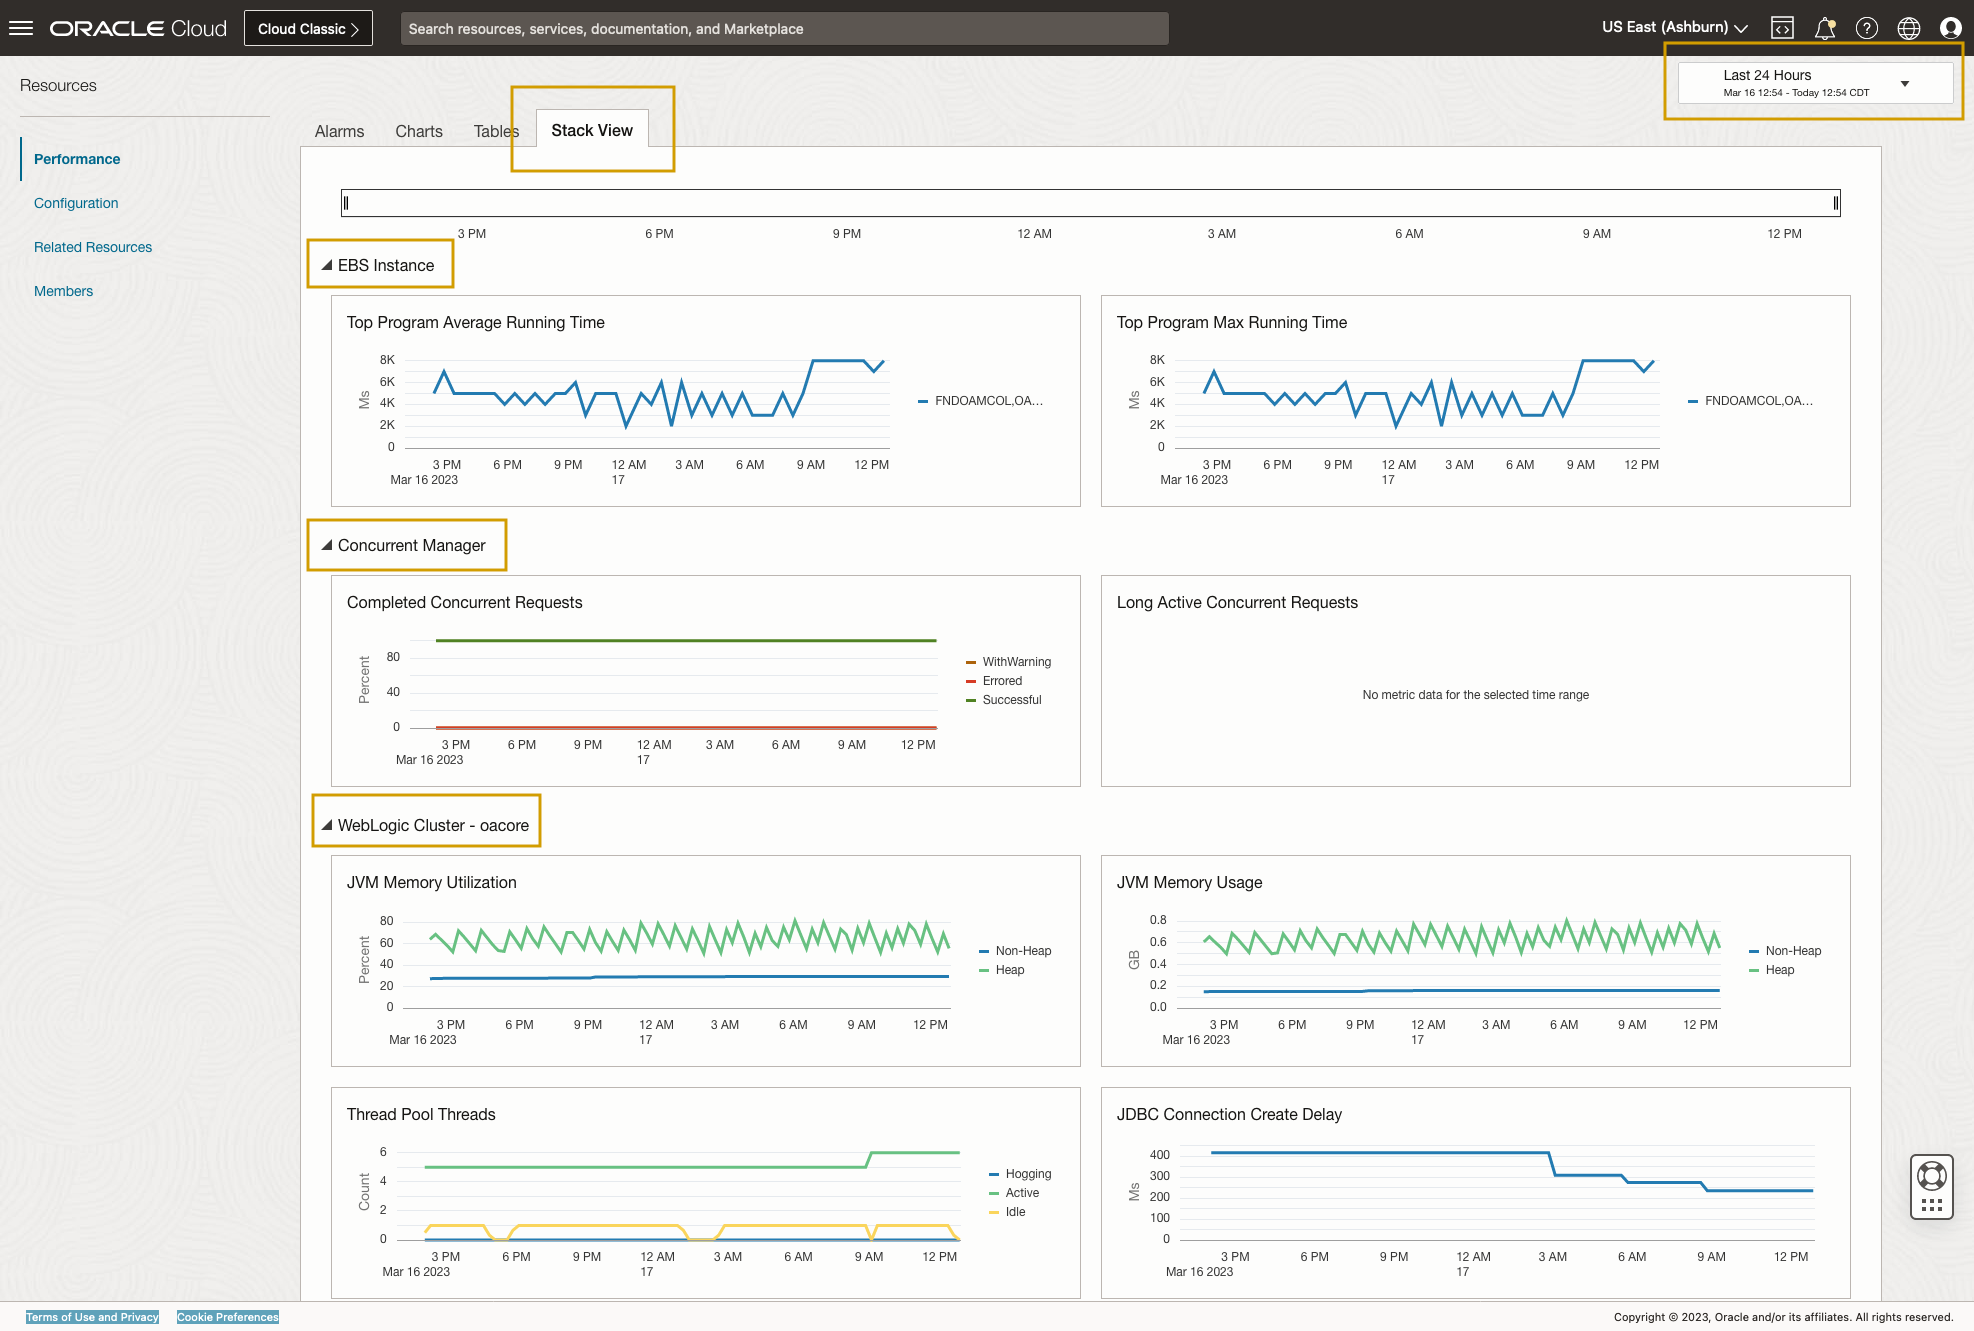 ORACLE Cloud
Cloud Classic
Search resources, services, documentation, and Marketplace
US East (Ashburn)
Last 24 Hours
Mar 16 12:54 - Today 12:54 CDT
Resources
Performance
Configuration
Related Resources
Members
Alarms Charts Tables Stack View
3 PM 6 PM 9 PM 12 AM 3 AM 6 AM 9 AM 12 PM
EBS Instance
Top Program Average Running Time
Ms
8K
6K
4K
2K
0
3 PM 6 PM 9 PM 12 AM 3 AM 6 AM 9 AM 12 PM
Mar 16 2023 17
FNDOAMCOL,OA...
Top Program Max Running Time
Ms
8K
6K
4K
2K
0
3 PM 6 PM 9 PM 12 AM 3 AM 6 AM 9 AM 12 PM
Mar 16 2023 17
FNDOAMCOL,OA...
Concurrent Manager
Completed Concurrent Requests
Percent
80
40
0
3 PM 6 PM 9 PM 12 AM 3 AM 6 AM 9 AM 12 PM
Mar 16 2023 17
WithWarning
Errored
Successful
Long Active Concurrent Requests
No metric data for the selected time range
WebLogic Cluster - oacore
JVM Memory Utilization
Percent
80
60
40
20
0
3 PM 6 PM 9 PM 12 AM 3 AM 6 AM 9 AM 12 PM
Mar 16 2023 17
Non-Heap
Heap
JVM Memory Usage
GB
0.8
0.6
0.4
0.2
0.0
3 PM 6 PM 9 PM 12 AM 3 AM 6 AM 9 AM 12 PM
Mar 16 2023 17
Non-Heap
Heap
Thread Pool Threads
Count
6
4
2
0
3 PM 6 PM 9 PM 12 AM 3 AM 6 AM 9 AM 12 PM
Mar 16 2023 17
Hogging
Active
Idle
JDBC Connection Create Delay
Ms
400
300
200
100
0
3 PM 6 PM 9 PM 12 AM 3 AM 6 AM 9 AM 12 PM
Mar 16 2023 17
Terms of Use and Privacy Cookie Preferences
Copyright © 2023, Oracle and/or its affiliates. All rights reserved.